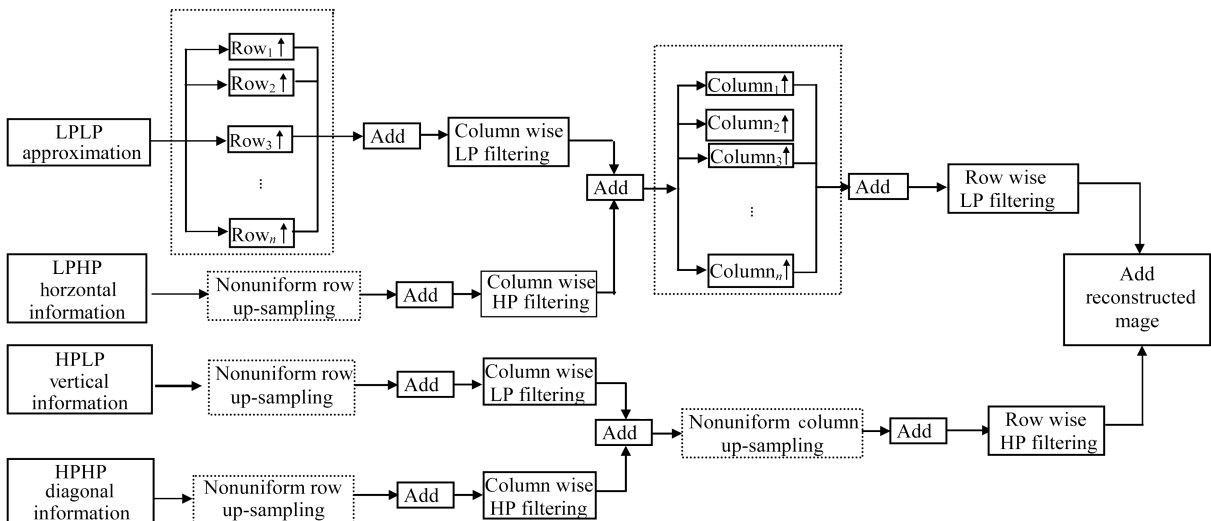 LPLP
approximation
Row1↑
Row2↑
Row3↑
...
Rown↑
Add
Column wise
LP filtering
Add
Column1↑
Column2↑
Column3↑
...
Columnn↑
Add
Row wise
LP filtering
LPHP
horzontal
information
Nonuniform row
up-sampling
Add
Column wise
HP filtering
Add
reconstructed
mage
HPLP
vertical
information
Nonuniform row
up-sampling
Add
Column wise
LP filtering
Add
Nonuniform column
up-sampling
Add
Row wise
HP filtering
HPHP
diagonal
information
Nonuniform row
up-sampling
Add
Column wise
HP filtering